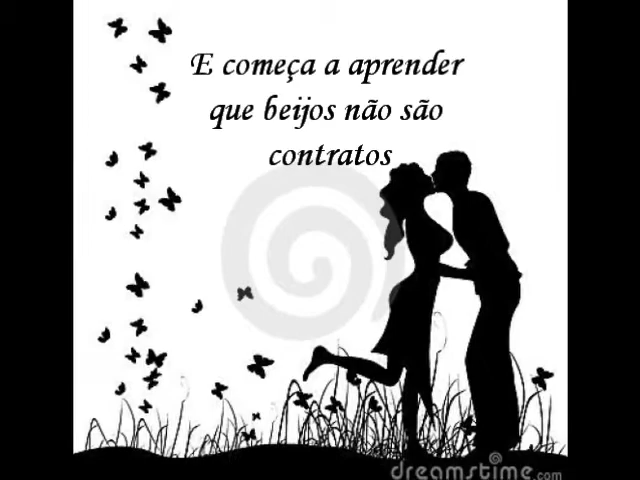 E começa a aprender
que beijos não são
contratos
dreamstime.com